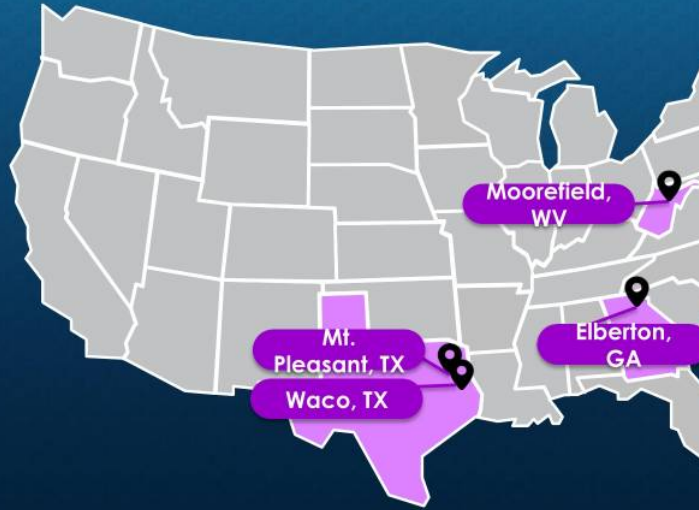 Moorefield,
WV
Elberton,
GA
Mt.
Pleasant, TX
Waco, TX